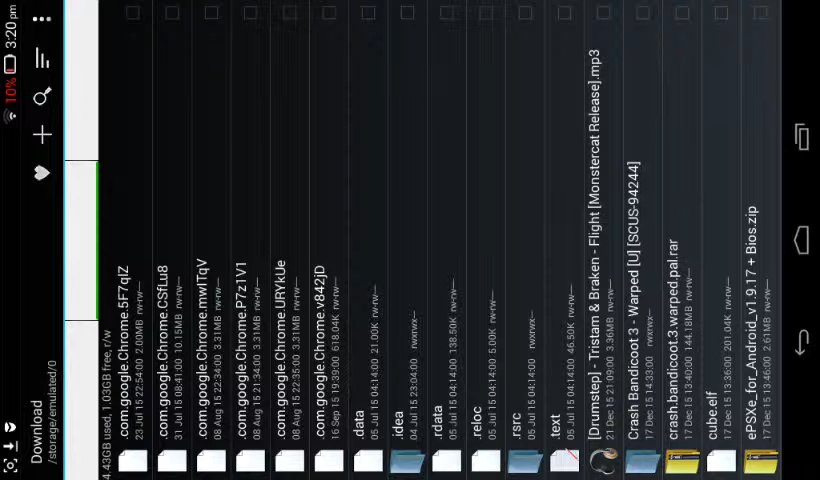 10% 3:20 pm
Download
/storage/emulated/0
4.43GB used, 1.03GB free, r/w
.com.google.Chrome.5F7qlZ
23 Jul 15 22:54:00 2.00MB rw-rw—
.com.google.Chrome.CSfLu8
31 Jul 15 08:41:00 10.15MB rw-rw—
.com.google.Chrome.mwITqV
08 Aug 15 22:34:00 3.31MB rw-rw—
.com.google.Chrome.P7z1V1
08 Aug 15 21:34:00 3.31MB rw-rw—
.com.google.Chrome.URYkUe
08 Aug 15 22:35:00 3.31MB rw-rw—
.com.google.Chrome.v842jD
16 Sep 15 19:39:00 618.04K rw-rw—
.data
05 Jul 15 04:14:00 21.00K rw-rw—
.idea
04 Jul 15 23:04:00 rwxrwx—
.rdata
05 Jul 15 04:14:00 138.50K rw-rw—
.reloc
05 Jul 15 04:14:00 5.00K rw-rw—
.rsrc
05 Jul 15 04:14:00 rwxrwx—
.text
05 Jul 15 04:14:00 46.50K rw-rw—
[Drumstep] - Tristam & Braken - Flight [Monstercat Release].mp3
21 Dec 15 21:09:00 3.36MB rw-rw—
Crash Bandicoot 3 - Warped [U] [SCUS-94244]
17 Dec 15 14:33:00 rwxrwx—
crash.bandicoot.3.warped.pal.rar
17 Dec 15 13:40:00 144.18MB rw-rw—
cube.elf
17 Dec 15 13:36:00 201.04K rw-rw—
ePSXe_for_Android_v1.9.17 + Bios.zip
17 Dec 15 13:46:00 2.61MB rw-rw—